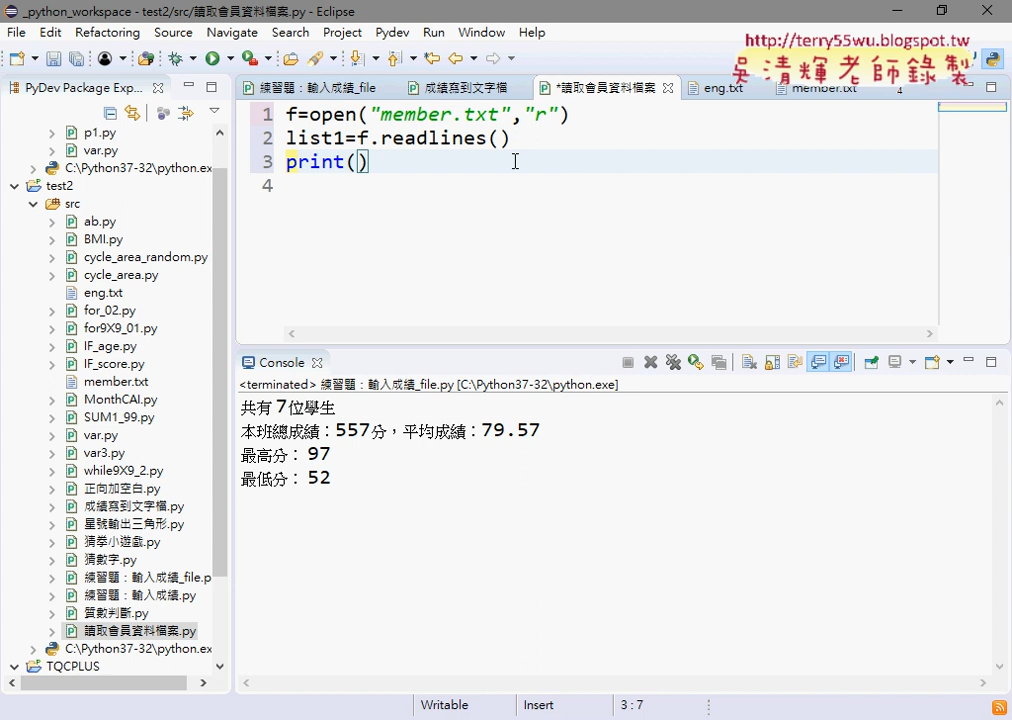 _python_workspace - test2/src/讀取會員資料檔案.py - Eclipse
File Edit Refactoring Source Navigate Search Project Pydev Run Window Help
http://terry55wu.blogspot.tw
吳清輝老師錄製
PyDev Package Exp...
練習題：輸入成績_file
成績寫到文字檔
*讀取會員資料檔案
eng.txt
member.txt
4
p1.py
var.py
C:\Python37-32\python.ex
test2
src
ab.py
BMI.py
cycle_area_random.py
cycle_area.py
eng.txt
for_02.py
for9X9_01.py
IF_age.py
IF_score.py
member.txt
MonthCAI.py
SUM1_99.py
var.py
var3.py
while9X9_2.py
正向加空白.py
成績寫到文字檔.py
星號輸出三角形.py
猜拳小遊戲.py
猜數字.py
練習題：輸入成績_file.p
練習題：輸入成績.py
質數判斷.py
讀取會員資料檔案.py
C:\Python37-32\python.ex
TQCPLUS
1 f=open("member.txt","r")
2 list1=f.readlines()
3 print()
4
Console
<terminated> 練習題：輸入成績_file.py [C:\Python37-32\python.exe]
共有 7位學生
本班總成績：557分，平均成績：79.57
最高分： 97
最低分： 52
Writable Insert 3 : 7